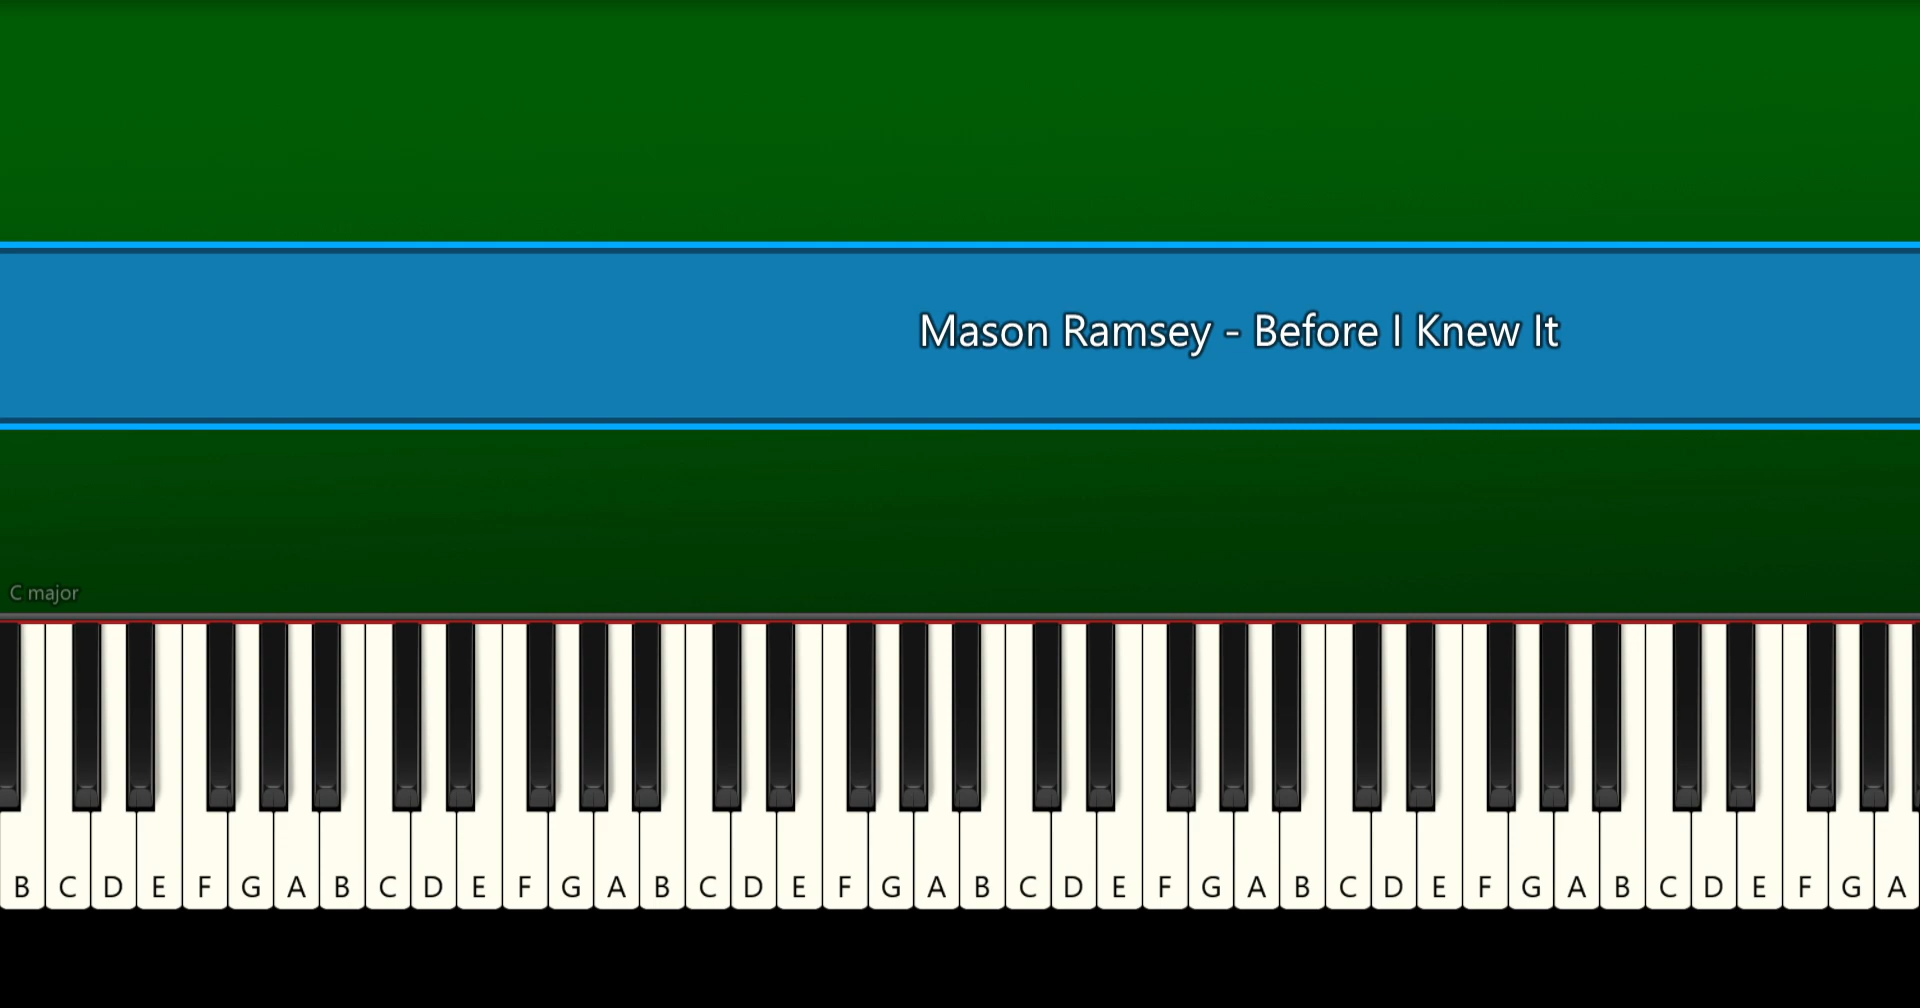 Mason Ramsey - Before I Knew It
C major
B C D E F G A B C D E F G A B C D E F G A B C D E F G A B C D E F G A B C D E F G A